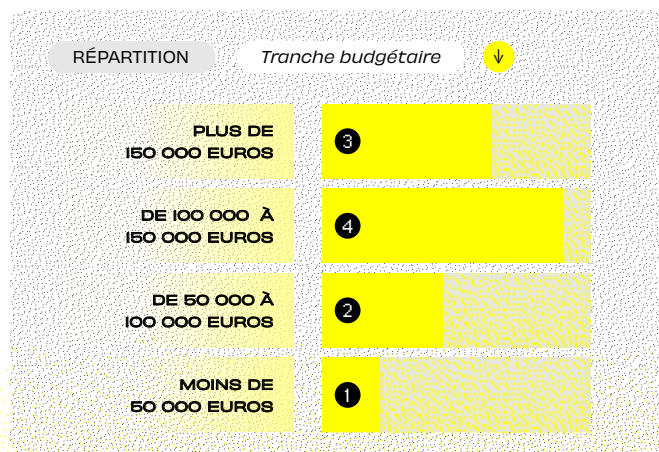 RÉPARTITION Tranche budgétaire ↓
PLUS DE
150 000 EUROS
3
DE 100 000 À
150 000 EUROS
4
DE 50 000 À
100 000 EUROS
2
MOINS DE
50 000 EUROS
1